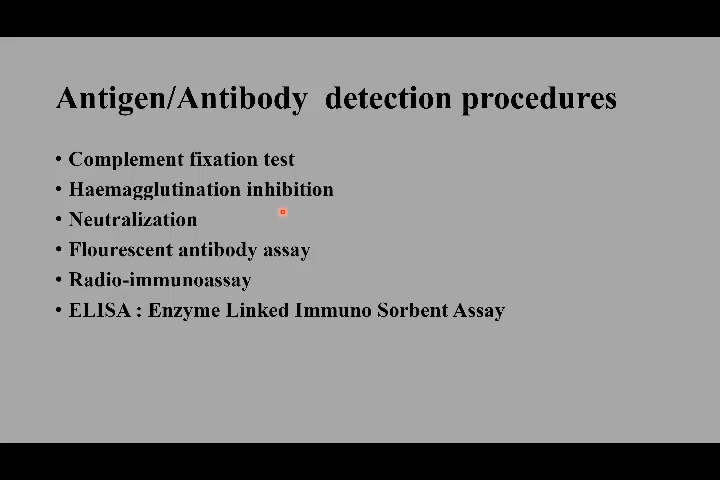 Antigen/Antibody detection procedures
• Complement fixation test
• Haemagglutination inhibition
• Neutralization
• Flourescent antibody assay
• Radio-immunoassay
• ELISA : Enzyme Linked Immuno Sorbent Assay